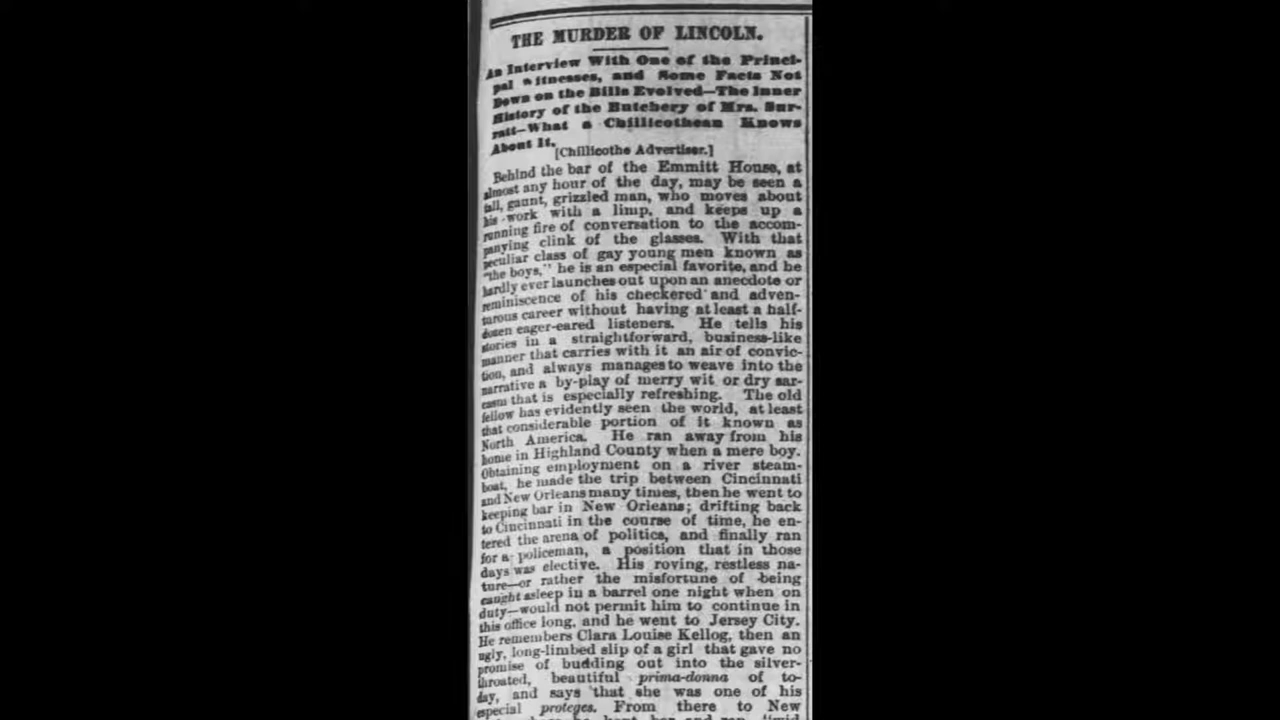 THE MURDER OF LINCOLN.
An Interview With One of the Princi-
pal Witnesses, and Some Facts Not
Down on the Bills Evolved—The Inner
History of the Butchery of Mrs. Sur-
ratt—What a Chillicothean Knows
About It.
[Chillicothe Advertiser.]
Behind the bar of the Emmitt House, at
almost any hour of the day, may be seen a
tall, gaunt, grizzled man, who moves about
his work with a limp, and keeps up a
running fire of conversation to the accom-
panying clink of the glasses. With that
peculiar class of gay young men known as
"the boys," he is an especial favorite, and he
hardly ever launches out upon an anecdote or
reminiscence of his checkered and adven-
turous career without having at least a half-
dozen eager-eared listeners. He tells his
stories in a straightforward, business-like
manner that carries with it an air of convic-
tion, and always manages to weave into the
narrative a by-play of merry wit or dry sar-
casm that is especially refreshing. The old
fellow has evidently seen the world, at least
that considerable portion of it known as
North America. He ran away from his
home in Highland County when a mere boy.
Obtaining employment on a river steam-
boat, he made the trip between Cincinnati
and New Orleans many times, then he went to
keeping bar in New Orleans; drifting back
to Cincinnati in the course of time, he en-
tered the arena of politics, and finally ran
for a policeman, a position that in those
days was elective. His roving, restless na-
ture—or rather the misfortune of being
caught asleep in a barrel one night when on
duty—would not permit him to continue in
this office long, and he went to Jersey City.
He remembers Clara Louise Kellog, then an
ugly, long-limbed slip of a girl that gave no
promise of budding out into the silver-
throated, beautiful prima-donna of to-
day, and says that she was one of his
especial proteges. From there to New